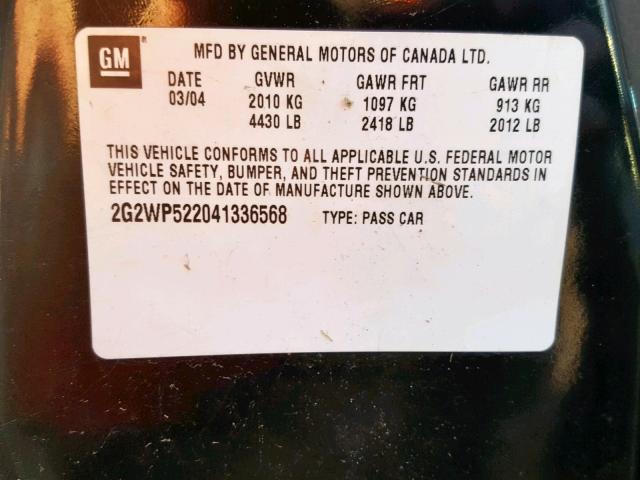 GM
MFD BY GENERAL MOTORS OF CANADA LTD.
DATE GVWR GAWR FRT GAWR RR
03/04 2010 KG 1097 KG 913 KG
4430 LB 2418 LB 2012 LB
THIS VEHICLE CONFORMS TO ALL APPLICABLE U.S. FEDERAL MOTOR
VEHICLE SAFETY, BUMPER, AND THEFT PREVENTION STANDARDS IN
EFFECT ON THE DATE OF MANUFACTURE SHOWN ABOVE.
2G2WP522041336568 TYPE: PASS CAR